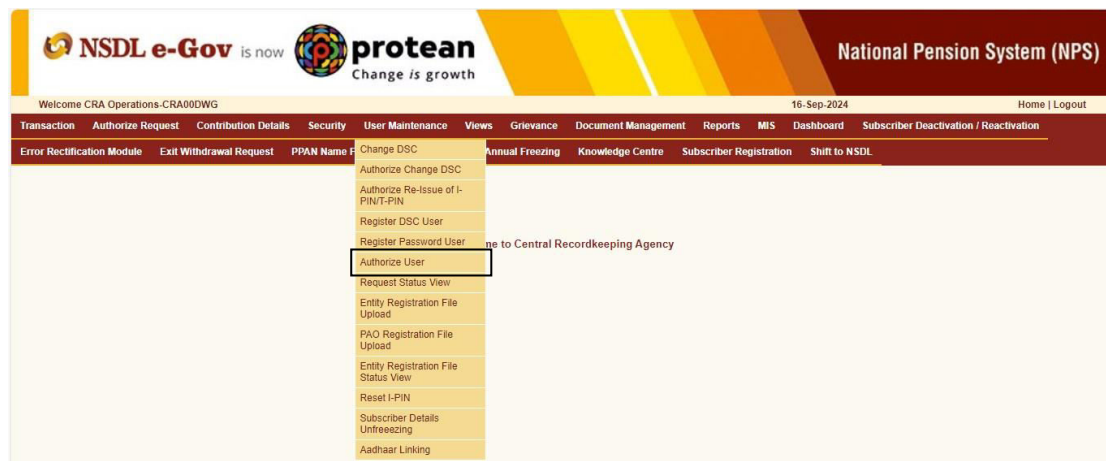 NSDL e-Gov is now protean
Change is growth
National Pension System (NPS)
Welcome CRA Operations-CRA00DWG 16-Sep-2024 Home | Logout
Transaction Authorize Request Contribution Details Security User Maintenance Views Grievance Document Management Reports MIS Dashboard Subscriber Deactivation / Reactivation
Error Rectification Module Exit Withdrawal Request PPAN Name Annual Freezing Knowledge Centre Subscriber Registration Shift to NSDL
Change DSC
Authorize Change DSC
Authorize Re-Issue of I-
PIN/T-PIN
Register DSC User
Register Password User
to Central Recordkeeping Agency
Authorize User
Request Status View
Entity Registration File
Upload
PAO Registration File
Upload
Entity Registration File
Status View
Reset I-PIN
Subscriber Details
Unfreeezing
Aadhaar Linking